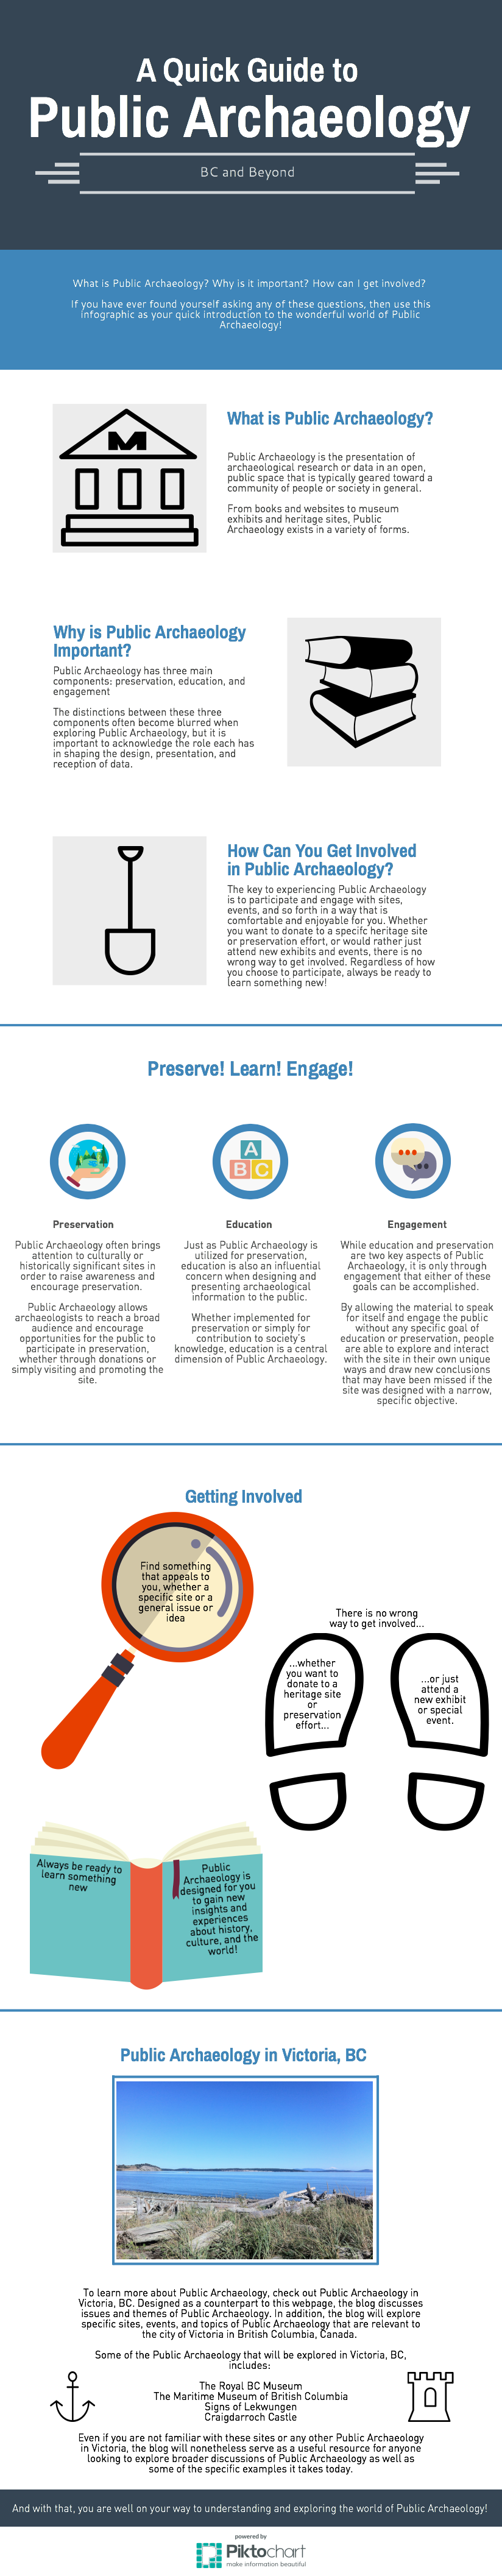 A Quick Guide to
Public Archaeology
BC and Beyond
What is Public Archaeology? Why is it important? How can I get involved?
If you have ever found yourself asking any of these questions, then use this
infographic as your quick introduction to the wonderful world of Public
Archaeology!
What is Public Archaeology?
Public Archaeology is the presentation of
archaeological research or data in an open,
public space that is typically geared toward a
community of people or society in general.
From books and websites to museum
exhibits and heritage sites, Public
Archaeology exists in a variety of forms.
Why is Public Archaeology
Important?
Public Archaeology has three main
components: preservation, education, and
engagement
The distinctions between these three
components often become blurred when
exploring Public Archaeology, but it is
important to acknowledge the role each has
in shaping the design, presentation, and
reception of data.
How Can You Get Involved
in Public Archaeology?
The key to experiencing Public Archaeology
is to participate and engage with sites,
events, and so forth in a way that is
comfortable and enjoyable for you. Whether
you want to donate to a specifc heritage site
or preservation effort, or would rather just
attend new exhibits and events, there is no
wrong way to get involved. Regardless of how
you choose to participate, always be ready to
learn something new!
Preserve! Learn! Engage!
A
B C
Preservation
Public Archaeology often brings
attention to culturally or
historically significant sites in
order to raise awareness and
encourage preservation.
Public Archaeology allows
archaeologists to reach a broad
audience and encourage
opportunities for the public to
participate in preservation,
whether through donations or
simply visiting and promoting the
site.
Education
Just as Public Archaeology is
utilized for preservation,
education is also an influential
concern when designing and
presenting archaeological
information to the public.
Whether implemented for
preservation or simply for
contribution to society's
knowledge, education is a central
dimension of Public Archaeology.
Engagement
While education and preservation
are two key aspects of Public
Archaeology, it is only through
engagement that either of these
goals can be accomplished.
By allowing the material to speak
for itself and engage the public
without any specific goal of
education or preservation, people
are able to explore and interact
with the site in their own unique
ways and draw new conclusions
that may have been missed if the
site was designed with a narrow,
specific objective.
Getting Involved
Find something
that appeals to
you, whether a
specific site or a
general issue or
idea
There is no wrong
way to get involved...
...whether
you want to
donate to a
heritage site
or
preservation
effort...
...or just
attend a
new exhibit
or special
event.
Always be ready to
learn something
new
Public
Archaeology is
designed for you
to gain new
insights and
experiences
about history,
culture, and the
world!
Public Archaeology in Victoria, BC
To learn more about Public Archaeology, check out Public Archaeology in
Victoria, BC. Designed as a counterpart to this webpage, the blog discusses
issues and themes of Public Archaeology. In addition, the blog will explore
specific sites, events, and topics of Public Archaeology that are relevant to
the city of Victoria in British Columbia, Canada.
Some of the Public Archaeology that will be explored in Victoria, BC,
includes:
The Royal BC Museum
The Maritime Museum of British Columbia
Signs of Lekwungen
Craigdarroch Castle
Even if you are not familiar with these sites or any other Public Archaeology
in Victoria, the blog will nonetheless serve as a useful resource for anyone
looking to explore broader discussions of Public Archaeology as well as
some of the specific examples it takes today.
And with that, you are well on your way to understanding and exploring the world of Public Archaeology!
powered by
Piktochart
make information beautiful